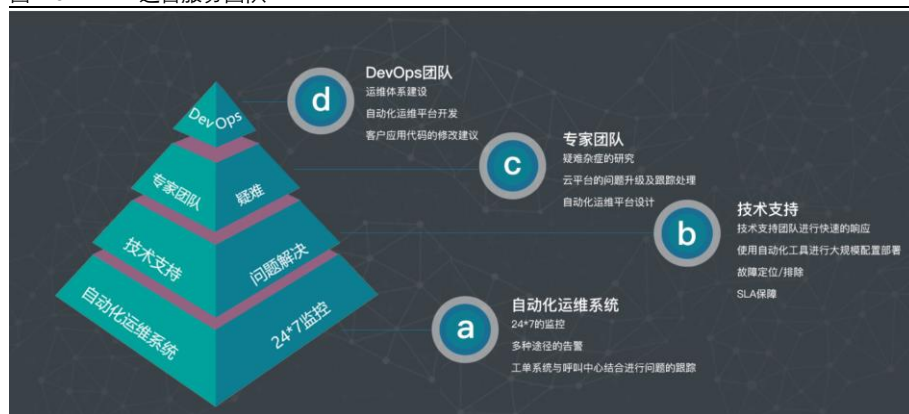 DevOps
专家团队
疑难
技术支持
问题解决
自动化运维系统
24*7监控
d
DevOps团队
运维体系建设
自动化运维平台开发
客户应用代码的修改建议
c
专家团队
疑难杂症的研究
云平台的问题升级及跟踪处理
自动化运维平台设计
b
技术支持
技术支持团队进行快速的响应
使用自动化工具进行大规模配置部署
故障定位/排除
SLA保障
a
自动化运维系统
24*7的监控
多种途径的告警
工单系统与呼叫中心结合进行问题的跟踪